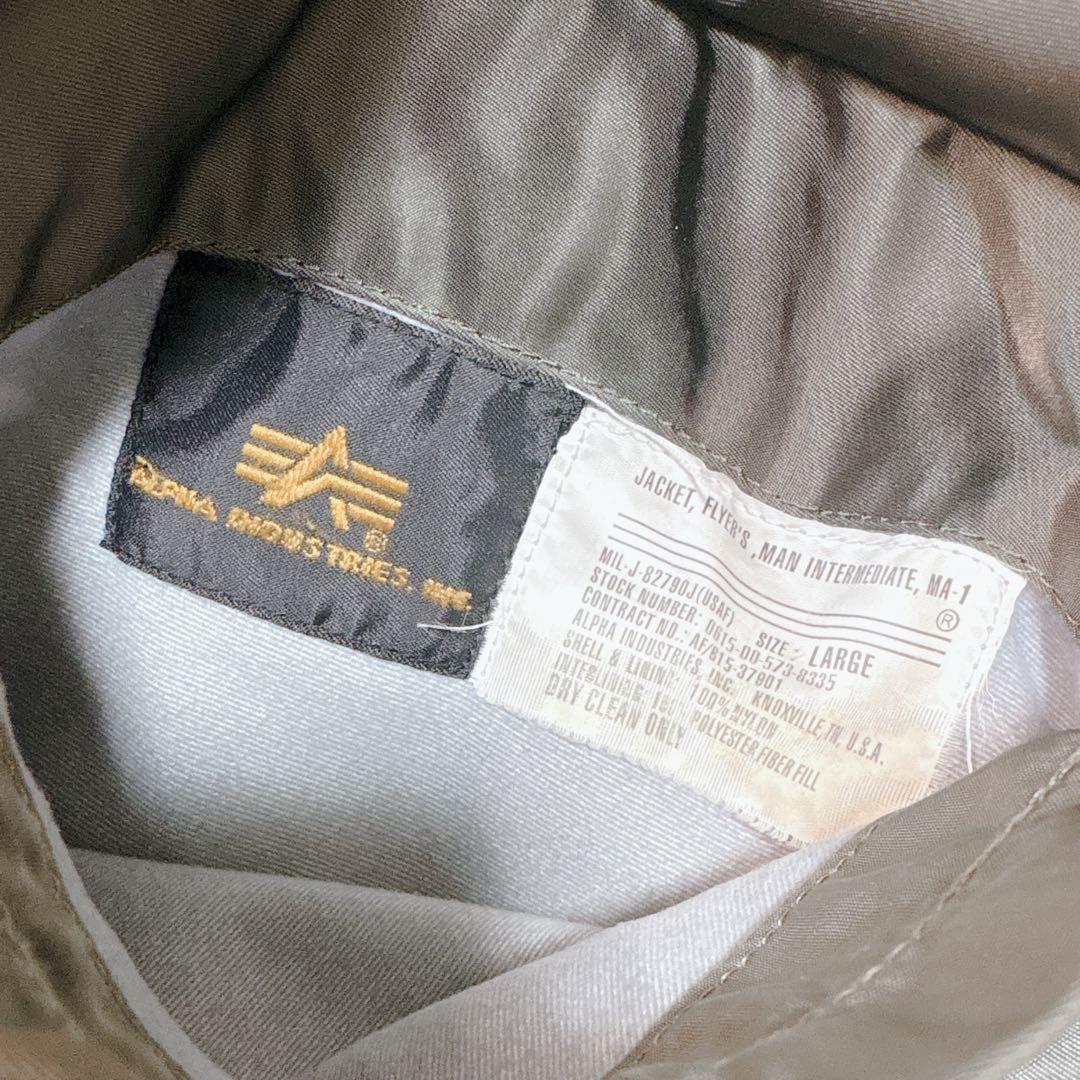 ALPHA INDUSTRIES, INC.
®
JACKET, FLYER'S, MAN INTERMEDIATE, MA-1
®
MIL-J-82790J(USAF) SIZE: LARGE
STOCK NUMBER: 0615-00-573-8335
CONTRACT NO.: AF/815-37801
ALPHA INDUSTRIES, INC. KNOXVILLE TN, U.S.A.
SHELL & LINING: 100% NYLON
INTERLINING: POLYESTER FIBER FILL
DRY CLEAN ONLY